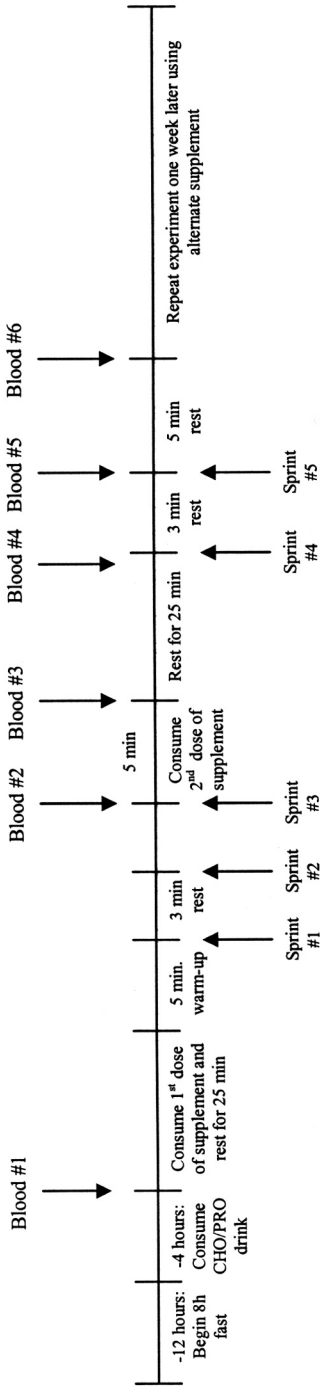 Blood #1
Blood #2
Blood #3
Blood #4
Blood #5
Blood #6
-12 hours:
Begin 8h
fast
-4 hours:
Consume
CHO/PRO
drink
Consume 1st dose
of supplement and
rest for 25 min
5 min.
warm-up
3 min
rest
5 min
Consume
2nd dose of
supplement
Rest for 25 min
3 min
rest
5 min
rest
Repeat experiment one week later using
alternate supplement
Sprint
#1
Sprint
#2
Sprint
#3
Sprint
#4
Sprint
#5